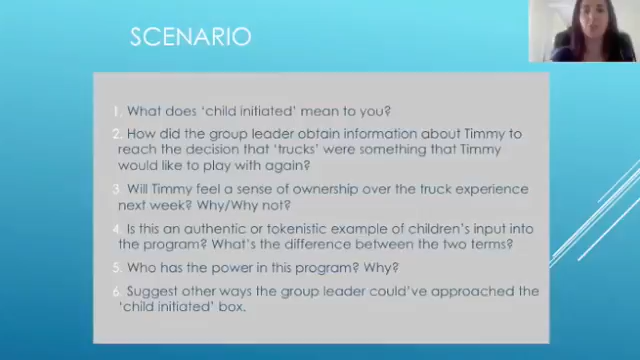 SCENARIO
1. What does 'child initiated' mean to you?
2. How did the group leader obtain information about Timmy to
reach the decision that 'trucks' were something that Timmy
would like to play with again?
3. Will Timmy feel a sense of ownership over the truck experience
next week? Why/Why not?
4. Is this an authentic or tokenistic example of children's input into
the program? What's the difference between the two terms?
5. Who has the power in this program? Why?
6. Suggest other ways the group leader could've approached the
'child initiated' box.